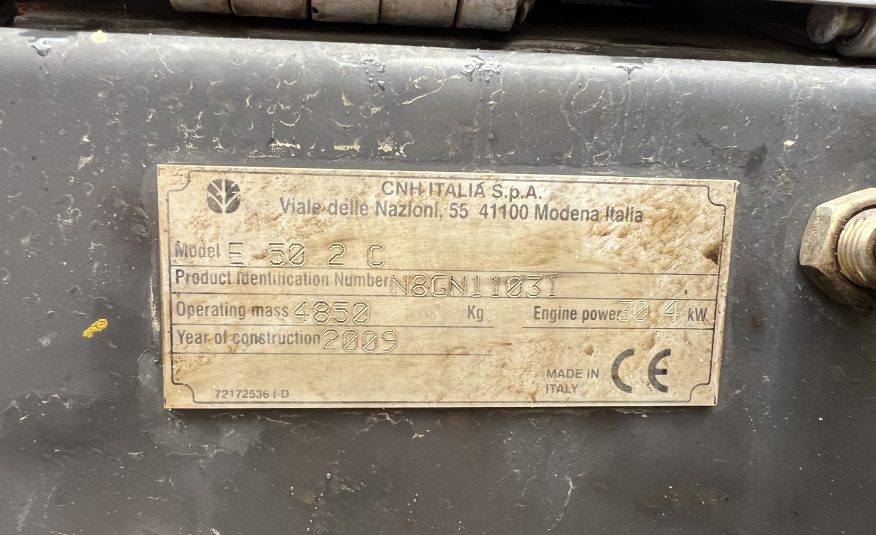 CNH ITALIA S.p.A.
Viale delle Nazioni, 55 41100 Modena Italia
Model E 50.2 C
Product Identification Number N8GN11031
Operating mass 4850 Kg Engine power 30.4 kW
Year of construction 2009
MADE IN
ITALY
CE
72172536 I-D